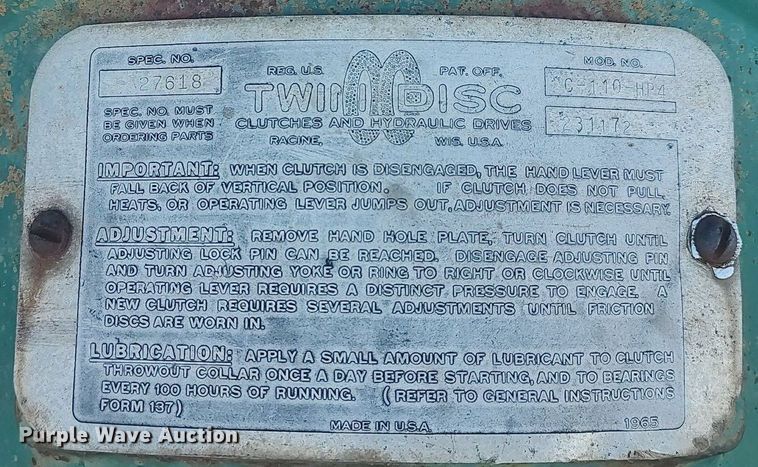 SPEC. NO.
27618
SPEC. NO. MUST
BE GIVEN WHEN
ORDERING PARTS
REG. U.S. PAT. OFF.
TWIN DISC
CLUTCHES AND HYDRAULIC DRIVES
RACINE, WIS. U.S.A.
MOD. NO.
C-110-HP4
231172
IMPORTANT: WHEN CLUTCH IS DISENGAGED, THE HAND LEVER MUST
FALL BACK OF VERTICAL POSITION. IF CLUTCH DOES NOT PULL,
HEATS, OR OPERATING LEVER JUMPS OUT, ADJUSTMENT IS NECESSARY.
ADJUSTMENT: REMOVE HAND HOLE PLATE, TURN CLUTCH UNTIL
ADJUSTING LOCK PIN CAN BE REACHED. DISENGAGE ADJUSTING PIN
AND TURN ADJUSTING YOKE OR RING TO RIGHT OR CLOCKWISE UNTIL
OPERATING LEVER REQUIRES A DISTINCT PRESSURE TO ENGAGE. A
NEW CLUTCH REQUIRES SEVERAL ADJUSTMENTS UNTIL FRICTION
DISCS ARE WORN IN.
LUBRICATION: APPLY A SMALL AMOUNT OF LUBRICANT TO CLUTCH
THROWOUT COLLAR ONCE A DAY BEFORE STARTING, AND TO BEARINGS
EVERY 100 HOURS OF RUNNING. (REFER TO GENERAL INSTRUCTIONS
FORM 137)
MADE IN U.S.A. 1965
Purple Wave Auction